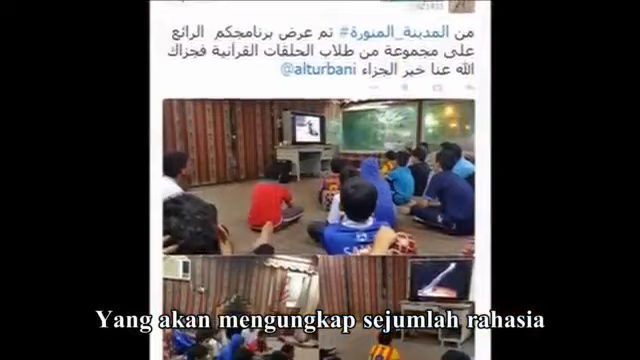 من #المدينة_المنورة تم عرض برنامجكم الرائع
على مجموعة من طلاب الحلقات القرآنية فجزاك
الله عنا خير الجزاء @alturbani
Yang akan mengungkap sejumlah rahasia